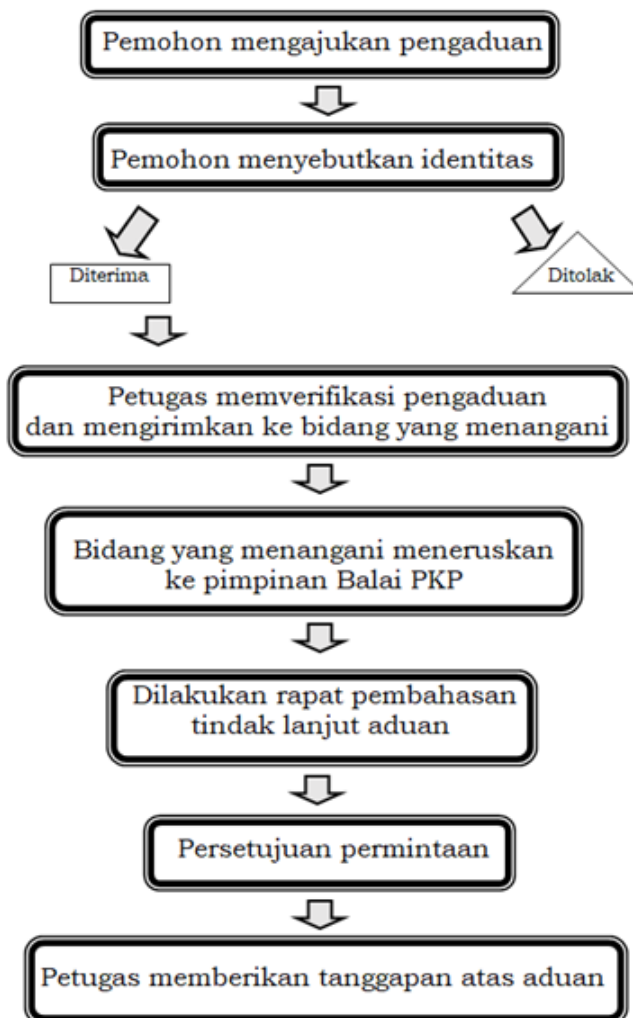 Pemohon mengajukan pengaduan
Pemohon menyebutkan identitas
Diterima
Ditolak
Petugas memverifikasi pengaduan
dan mengirimkan ke bidang yang menangani
Bidang yang menangani meneruskan
ke pimpinan Balai PKP
Dilakukan rapat pembahasan
tindak lanjut aduan
Persetujuan permintaan
Petugas memberikan tanggapan atas aduan